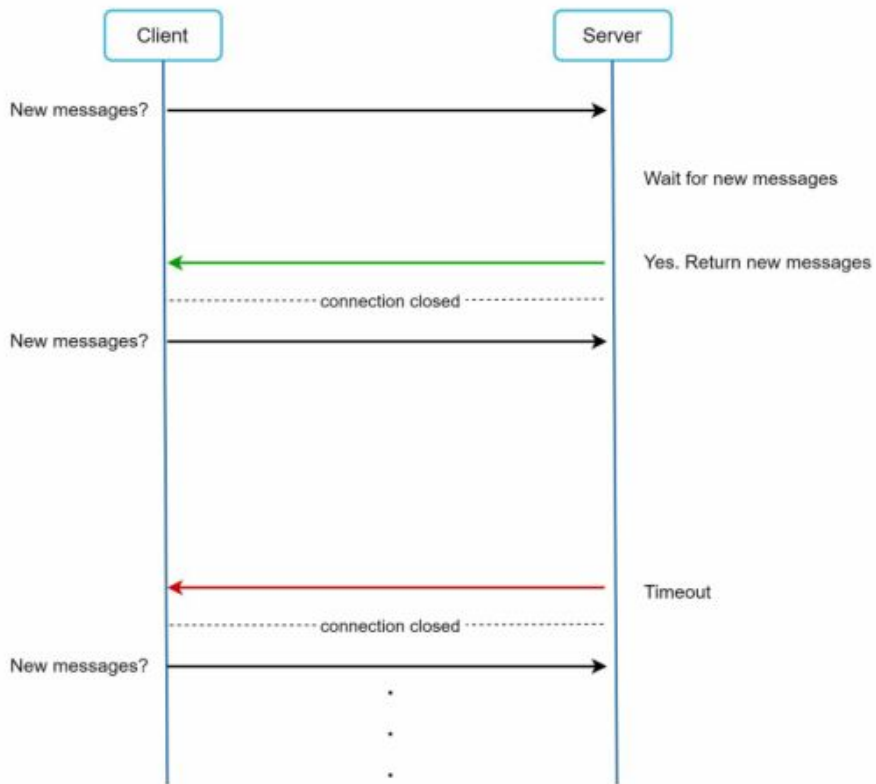 Client
Server
New messages?
Wait for new messages
Yes. Return new messages
connection closed
New messages?
Timeout
connection closed
New messages?